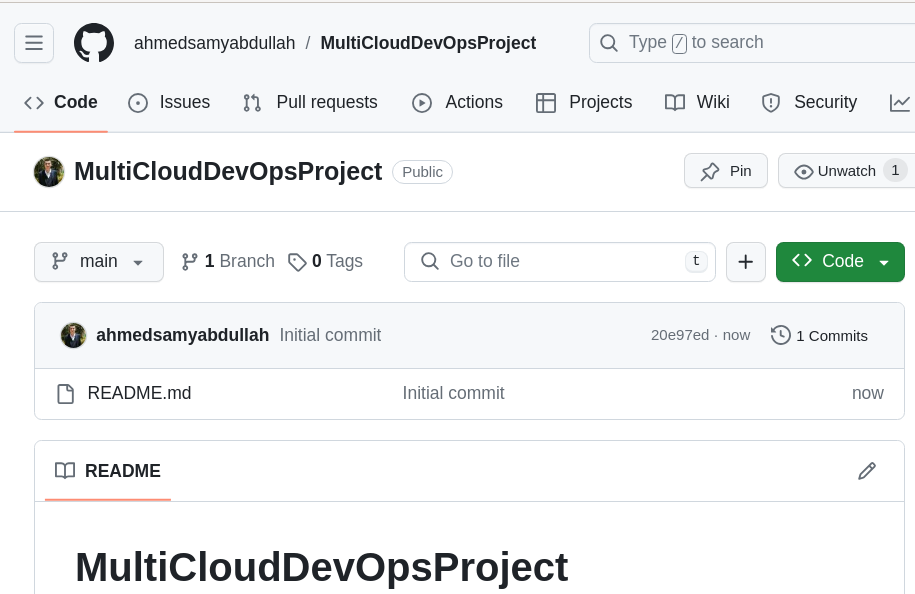 ahmedsamyabdullah / MultiCloudDevOpsProject Type / to search
Code Issues Pull requests Actions Projects Wiki Security
MultiCloudDevOpsProject Public Pin Unwatch 1
main 1 Branch 0 Tags Go to file t + Code
ahmedsamyabdullah Initial commit 20e97ed · now 1 Commits
README.md Initial commit now
README
MultiCloudDevOpsProject